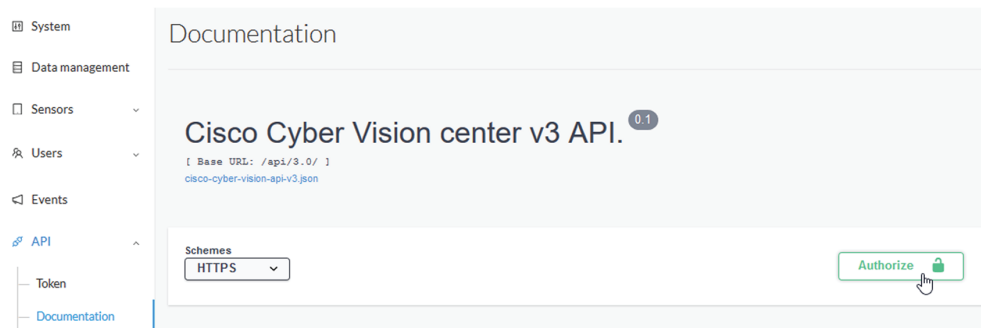 System
Data management
Sensors
Users
Events
API
Token
Documentation
Documentation
Cisco Cyber Vision center v3 API. 0.1
[ Base URL: /api/3.0/ ]
cisco-cyber-vision-api-v3.json
Schemes
HTTPS
Authorize